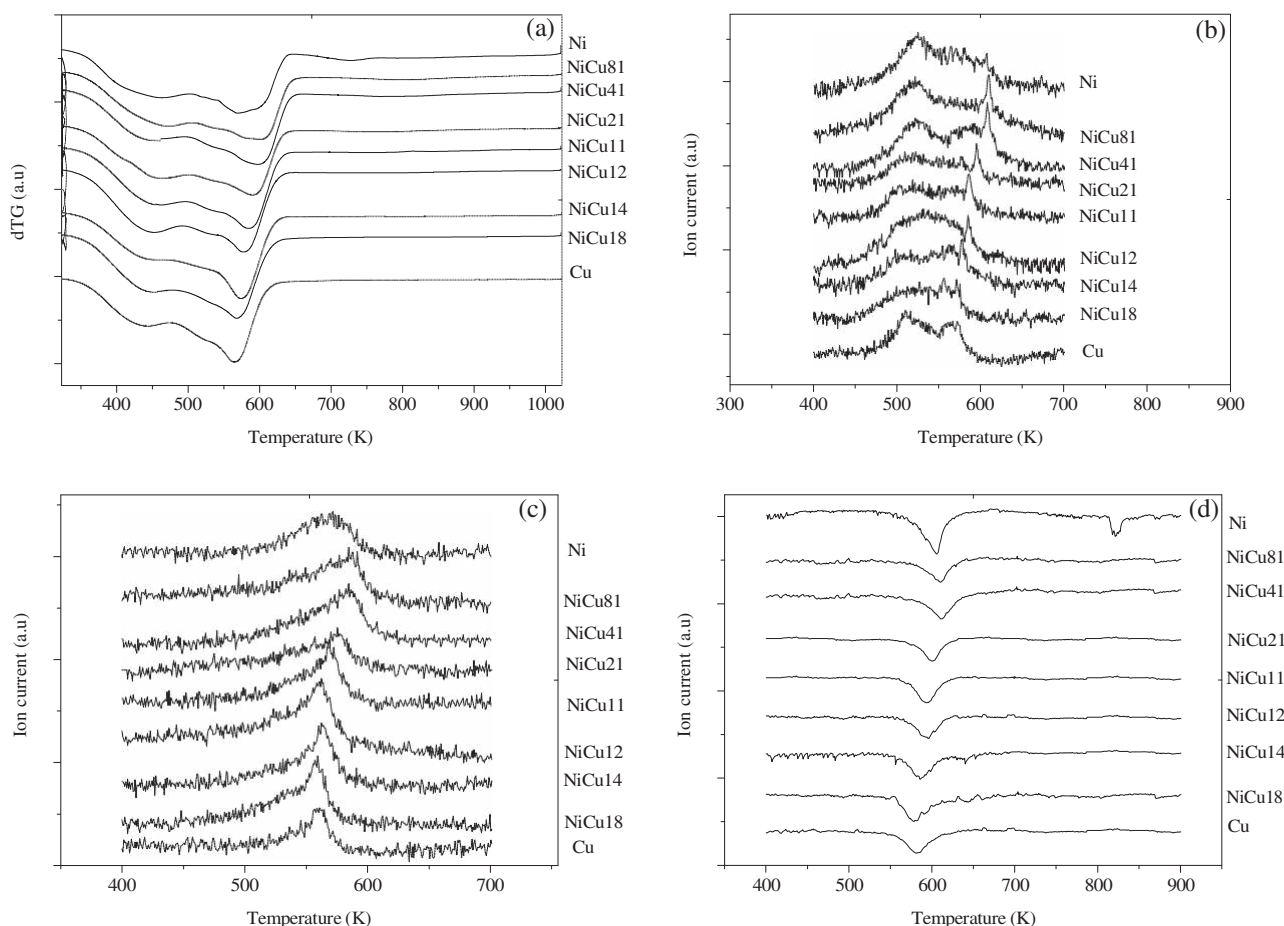 (a)
Ni
NiCu81
NiCu41
NiCu21
NiCu11
NiCu12
NiCu14
NiCu18
Cu
dTG (a.u)
400 500 600 700 800 900 1000
Temperature (K)
(b)
Ni
NiCu81
NiCu41
NiCu21
NiCu11
NiCu12
NiCu14
NiCu18
Cu
Ion current (a.u)
300 400 500 600 700 800 900
Temperature (K)
(c)
Ni
NiCu81
NiCu41
NiCu21
NiCu11
NiCu12
NiCu14
NiCu18
Cu
Ion current (a.u)
400 500 600 700
Temperature (K)
(d)
Ni
NiCu81
NiCu41
NiCu21
NiCu11
NiCu12
NiCu14
NiCu18
Cu
Ion current (a.u)
400 500 600 700 800 900
Temperature (K)